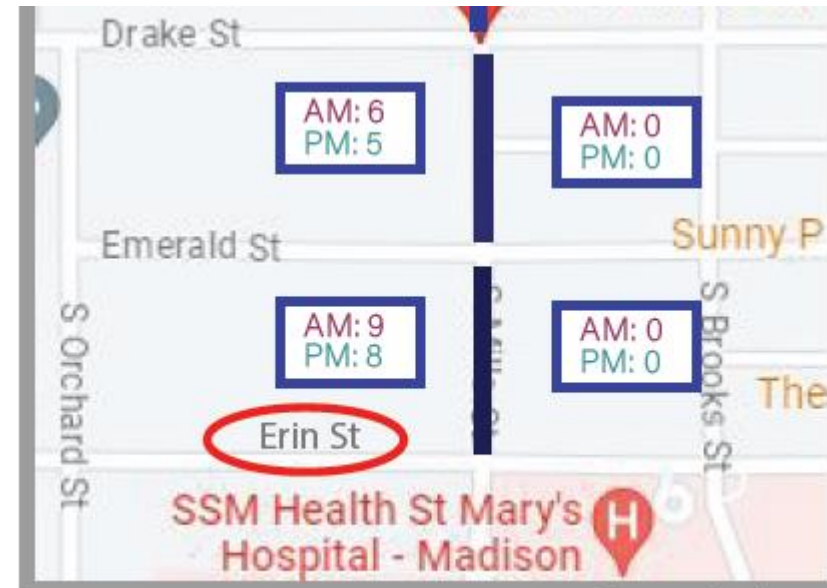 Drake St
AM: 6
PM: 5
AM: 0
PM: 0
Emerald St
Sunny P
S Orchard St
AM: 9
PM: 8
AM: 0
PM: 0
S Brooks St
The
Erin St
SSM Health St Mary's
Hospital - Madison
H